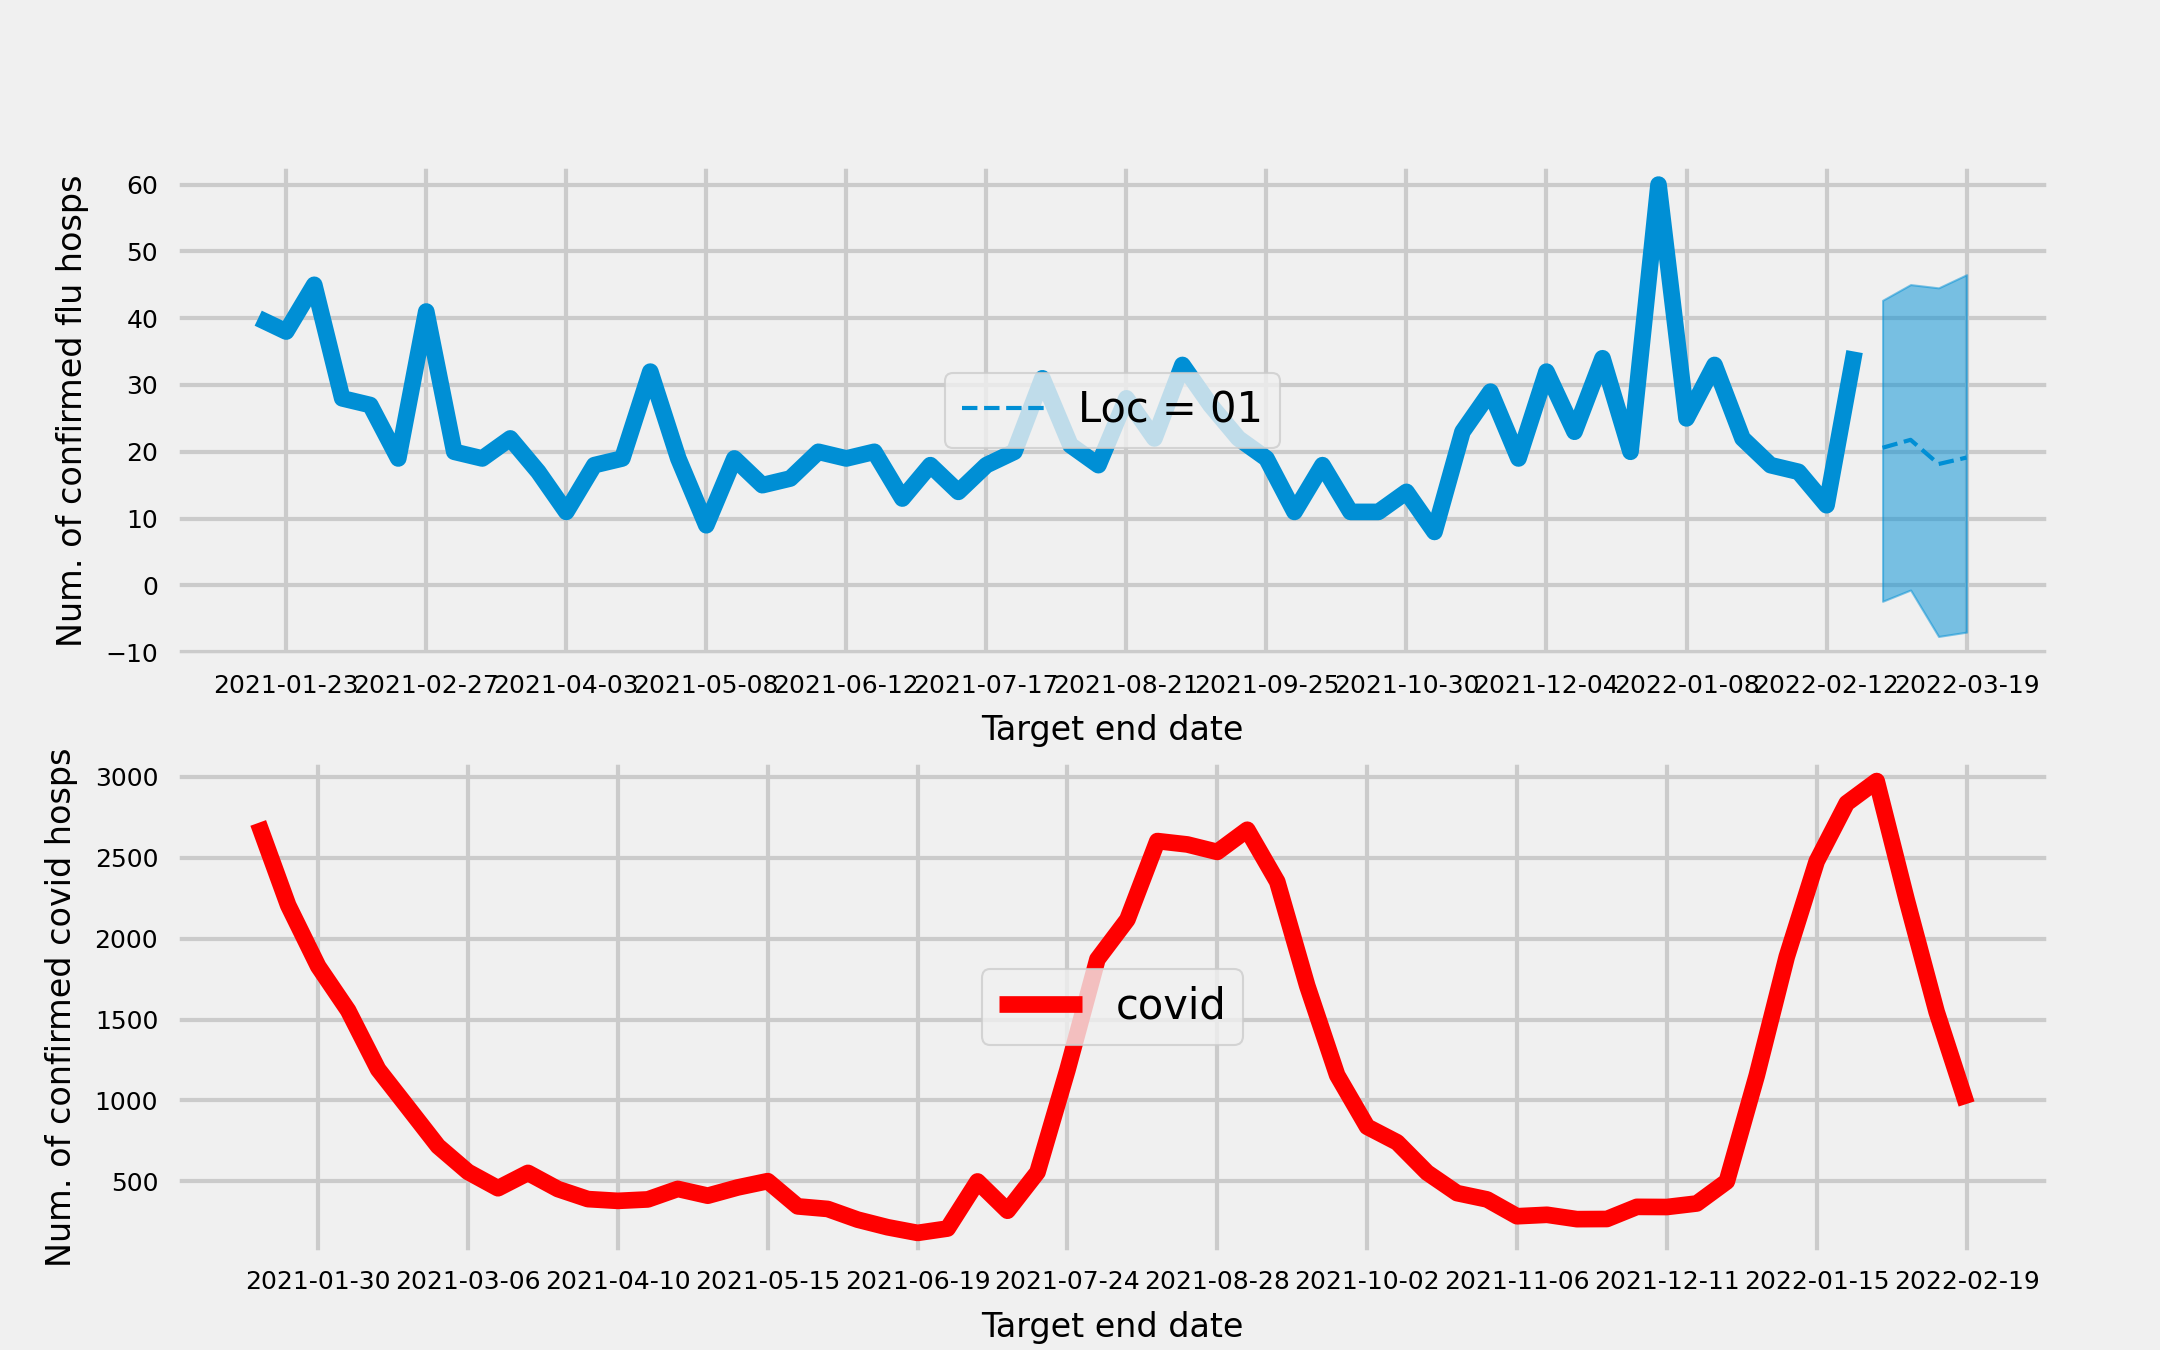 Num. of confirmed flu hosps
60
50
40
30
20
10
0
−10
Loc = 01
2021-01-23 2021-02-27 2021-04-03 2021-05-08 2021-06-12 2021-07-17 2021-08-21 2021-09-25 2021-10-30 2021-12-04 2022-01-08 2022-02-12 2022-03-19
Target end date
Num. of confirmed covid hosps
3000
2500
2000
1500
1000
500
covid
2021-01-30 2021-03-06 2021-04-10 2021-05-15 2021-06-19 2021-07-24 2021-08-28 2021-10-02 2021-11-06 2021-12-11 2022-01-15 2022-02-19
Target end date